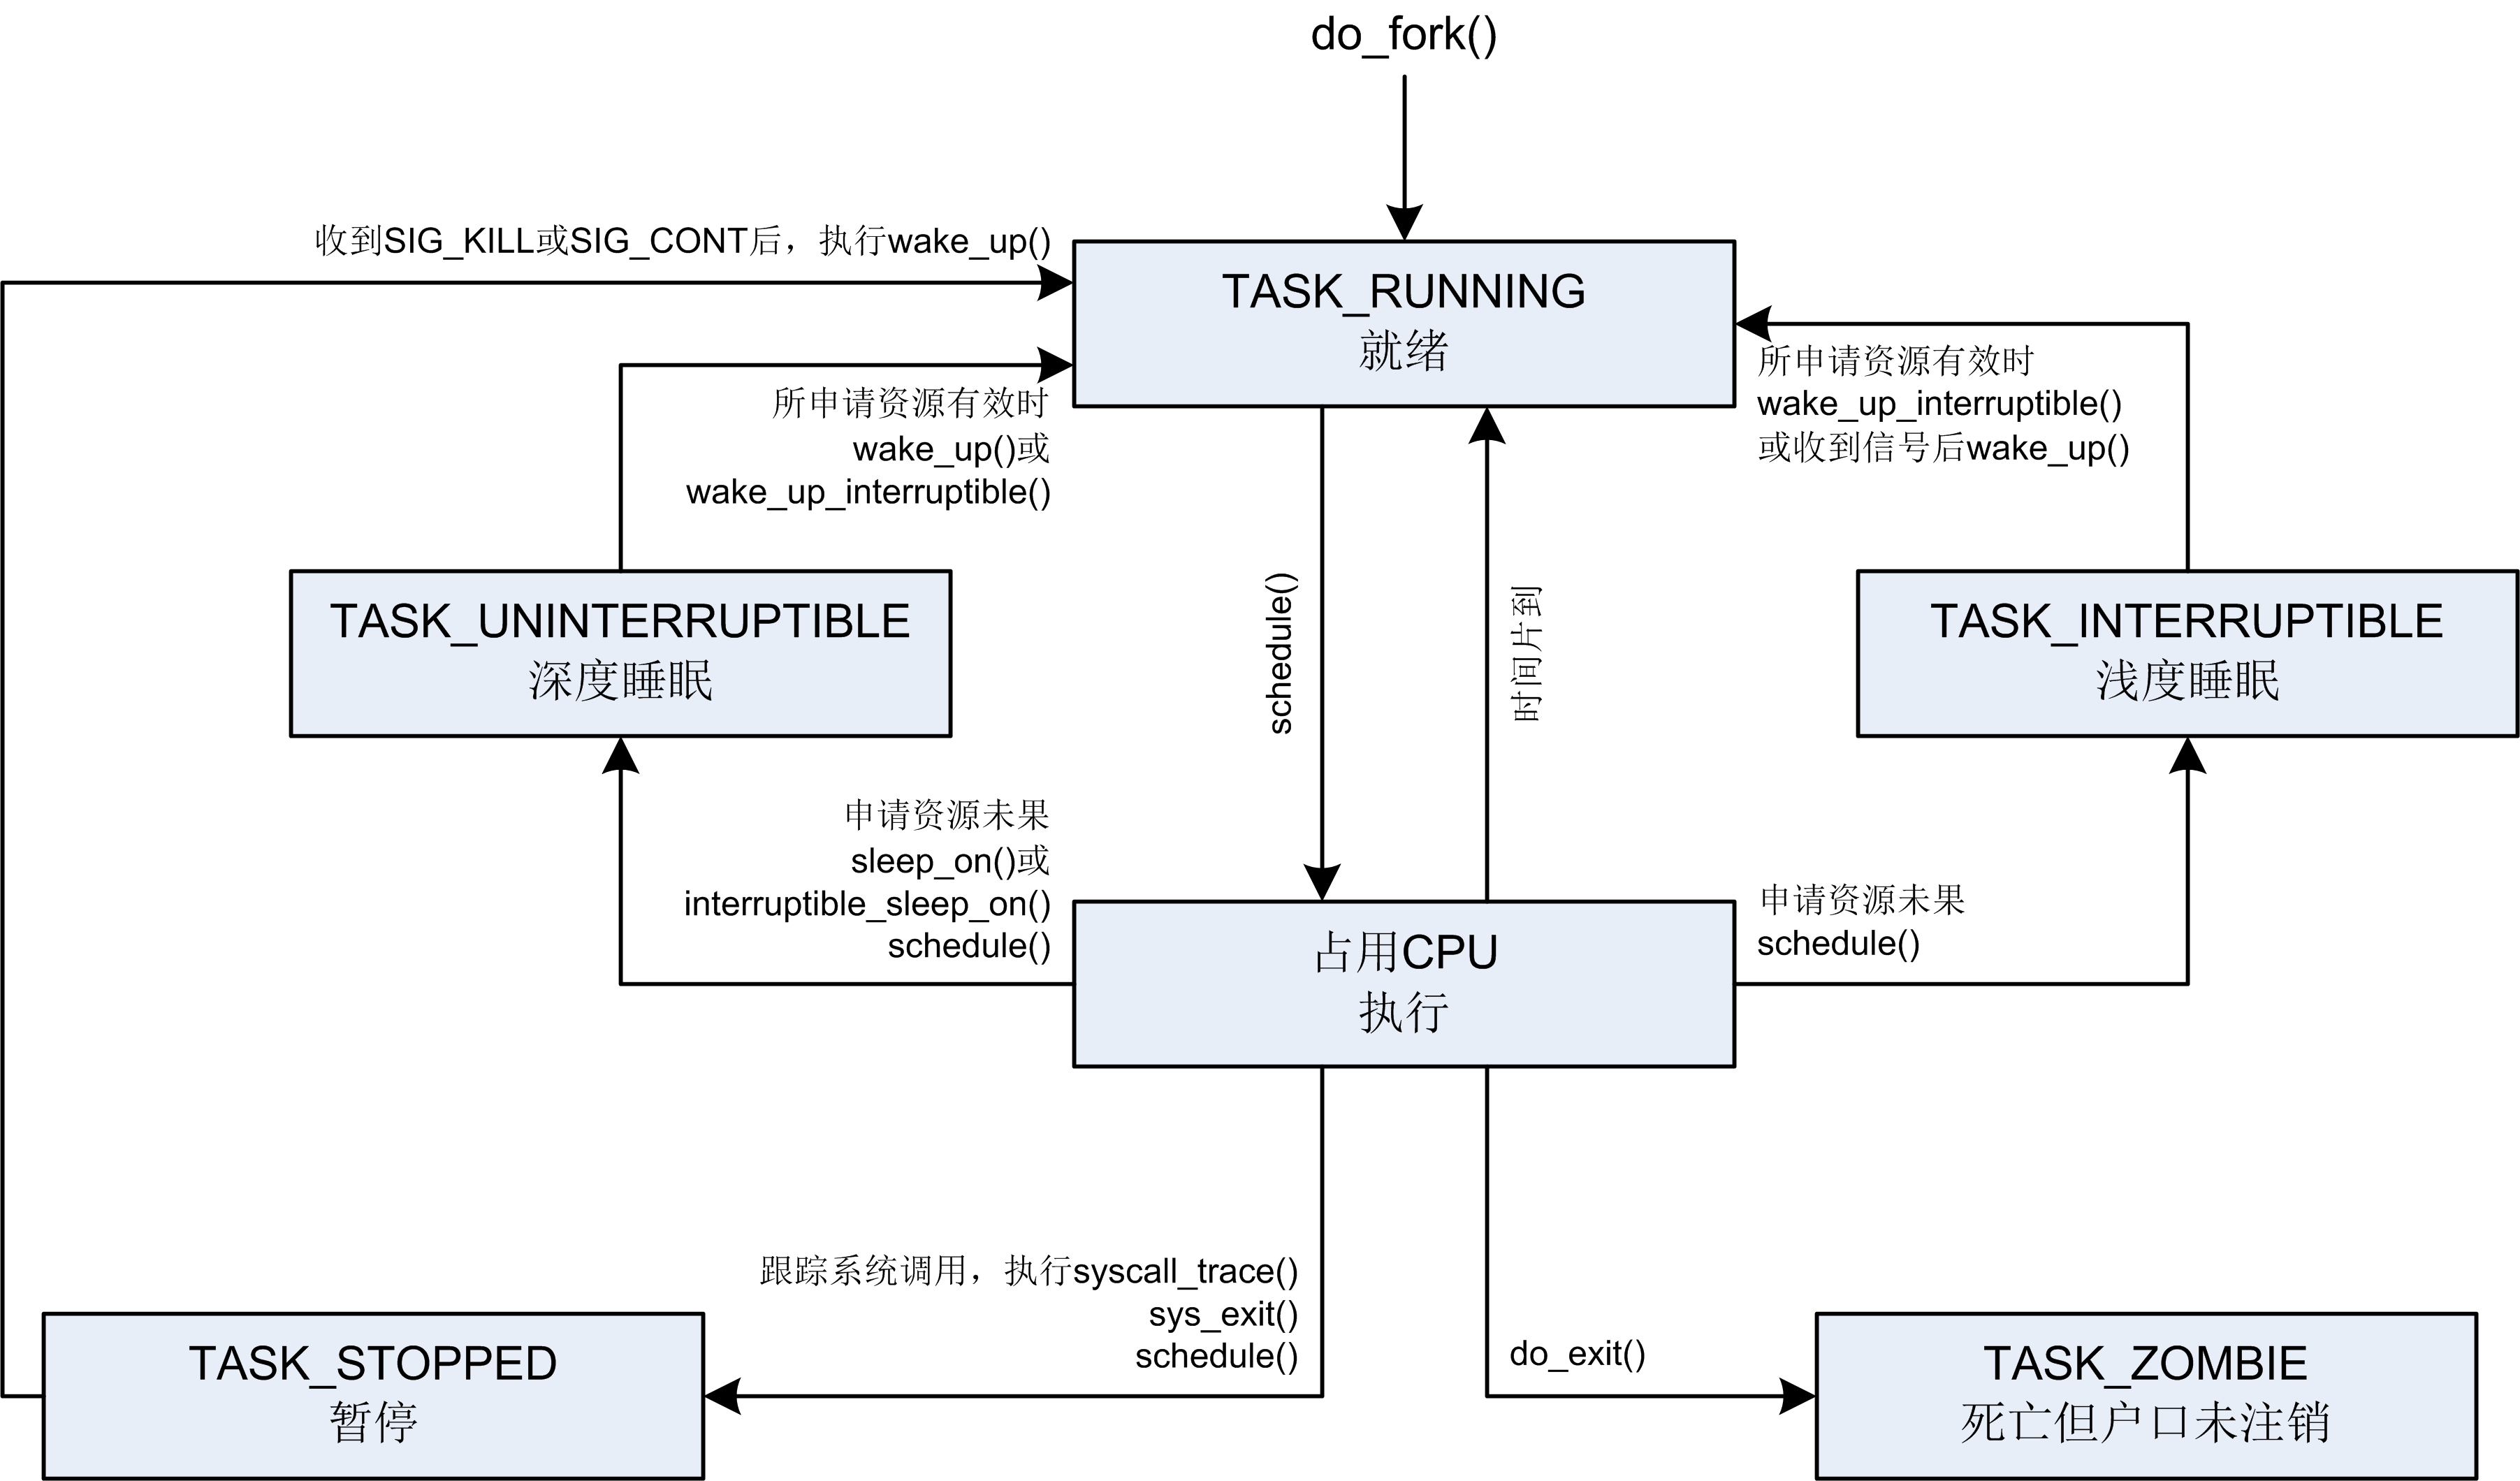 do_fork()
收到SIG_KILL或SIG_CONT后，执行wake_up()
TASK_RUNNING
就绪
所申请资源有效时
wake_up()或
wake_up_interruptible()
所申请资源有效时
wake_up_interruptible()
或收到信号后wake_up()
TASK_UNINTERRUPTIBLE
深度睡眠
schedule()
时间片到
TASK_INTERRUPTIBLE
浅度睡眠
申请资源未果
sleep_on()或
interruptible_sleep_on()
schedule()
占用CPU
执行
申请资源未果
schedule()
跟踪系统调用，执行syscall_trace()
sys_exit()
schedule()
do_exit()
TASK_STOPPED
暂停
TASK_ZOMBIE
死亡但户口未注销